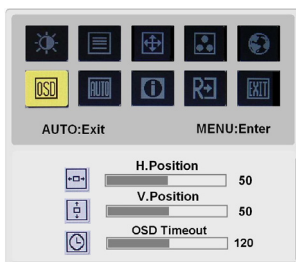 OSD AUTO i R EXIT
AUTO:Exit MENU:Enter
H.Position
50
V.Position
50
OSD Timeout
120